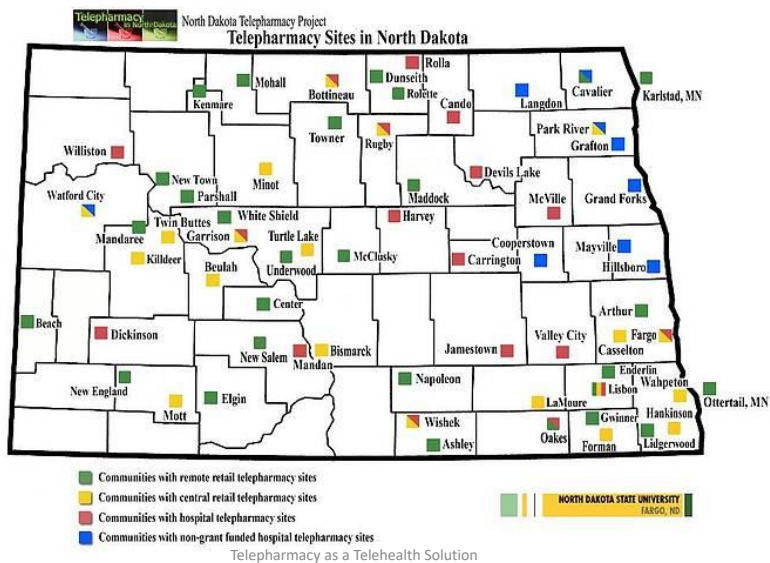 Telepharmacy
in NorthDakota
North Dakota Telepharmacy Project
Telepharmacy Sites in North Dakota
Rolla
Mohall
Dunseith
Cavalier
Kenmare
Bottineau
Rolette
Langdon
Karlstad, MN
Cando
Towner
Rugby
Park River
Grafton
Williston
Minot
Devils Lake
New Town
Parshall
Maddock
McVille
Grand Forks
Watford City
White Shield
Harvey
Twin Buttes
Mandaree
Garrison
Turtle Lake
Cooperstown
Mayville
Killdeer
Beulah
Underwood
McClusky
Carrington
Hillsboro
Center
Arthur
Beach
Dickinson
Valley City
Fargo
New Salem
Mandan
Bismarck
Jamestown
Casselton
Enderlin
New England
Napoleon
Lisbon
Wahpeton
Mott
Elgin
LaMoure
Ottertail, MN
Wishek
Gwinner
Hankinson
Ashley
Oakes
Forman
Lidgerwood
Communities with remote retail telepharmacy sites
Communities with central retail telepharmacy sites
Communities with hospital telepharmacy sites
Communities with non-grant funded hospital telepharmacy sites
NORTH DAKOTA STATE UNIVERSITY
FARGO, ND
Telepharmacy as a Telehealth Solution